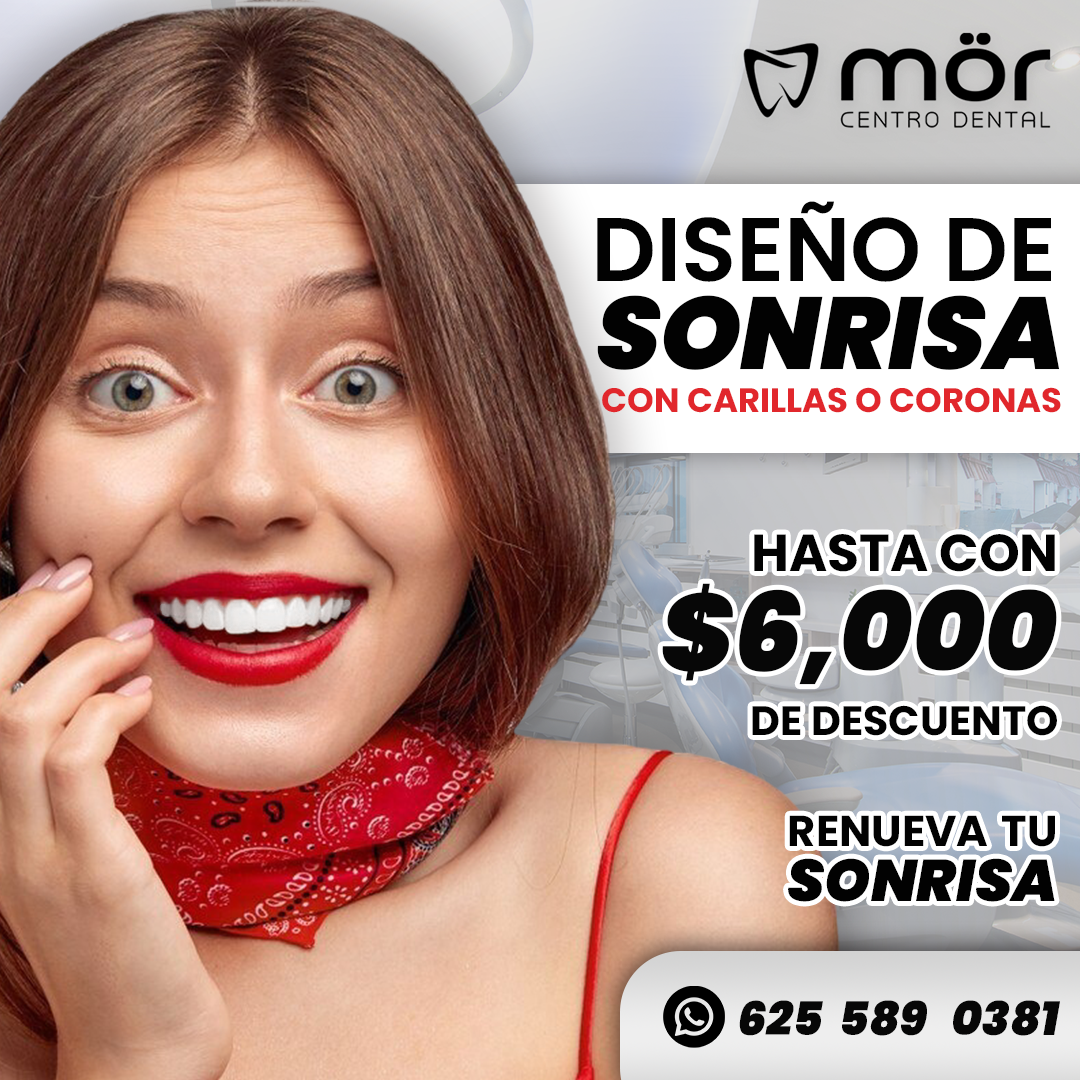 mör
CENTRO DENTAL
DISEÑO DE
SONRISA
CON CARILLAS O CORONAS
HASTA CON
$6,000
DE DESCUENTO
RENUEVA TU
SONRISA
625 589 0381